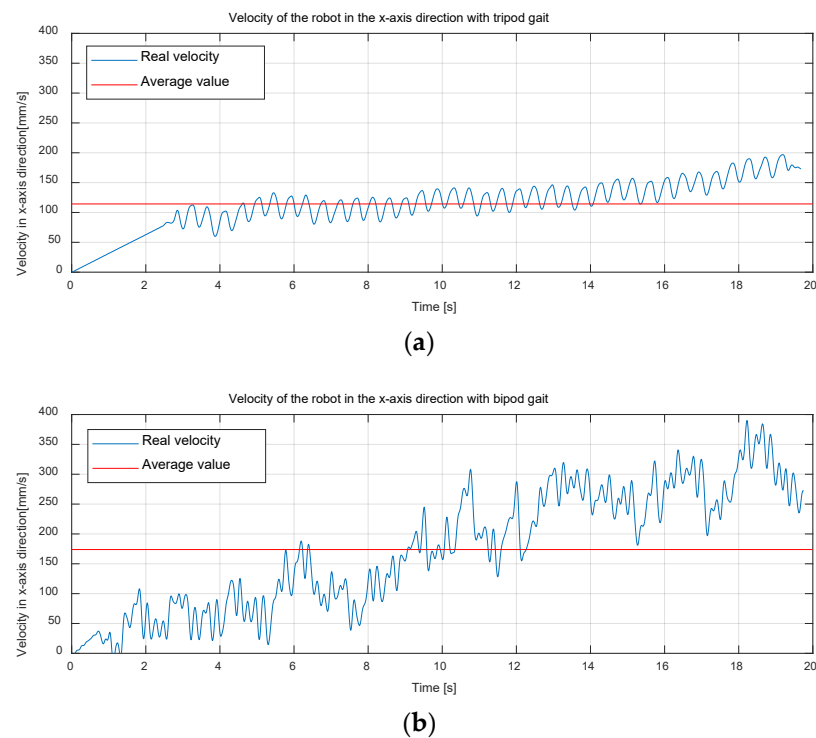 Velocity of the robot in the x-axis direction with tripod gait
400
350
300
250
200
150
100
50
0
Velocity in x-axis direction[mm/s]
Real velocity
Average value
0 2 4 6 8 10 12 14 16 18 20
Time [s]
(a)
Velocity of the robot in the x-axis direction with bipod gait
400
350
300
250
200
150
100
50
0
Velocity in x-axis direction[mm/s]
Real velocity
Average value
0 2 4 6 8 10 12 14 16 18 20
Time [s]
(b)